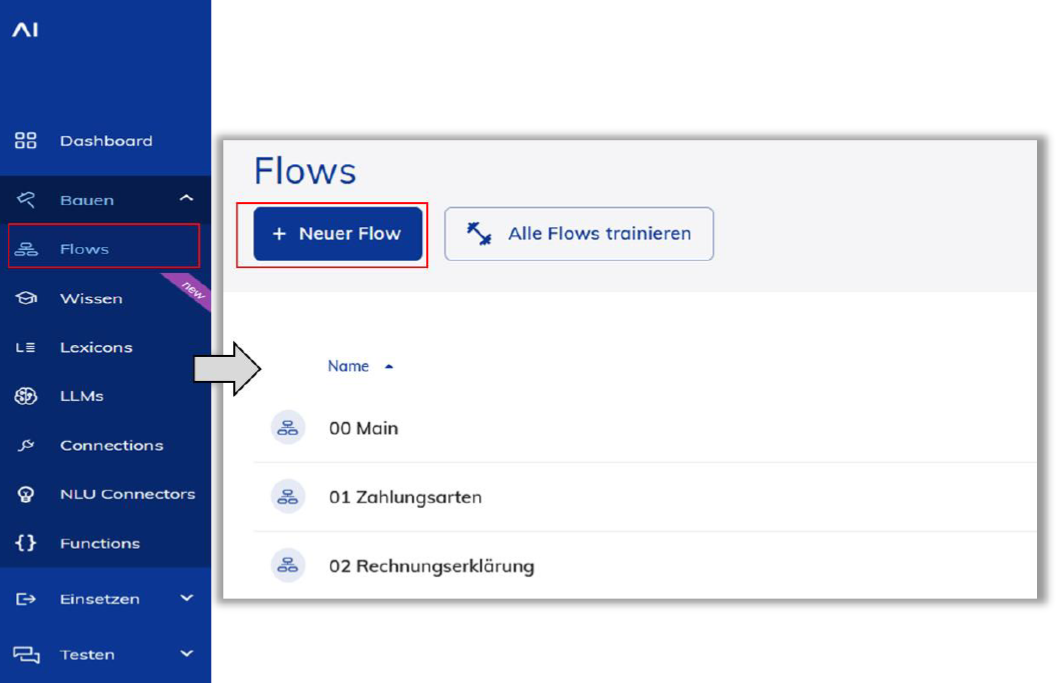 AI
Dashboard
Bauen
Flows
Wissen
new
Lexicons
LLMs
Connections
NLU Connectors
Functions
Einsetzen
Testen
Flows
+ Neuer Flow
Alle Flows trainieren
Name
00 Main
01 Zahlungsarten
02 Rechnungserklärung